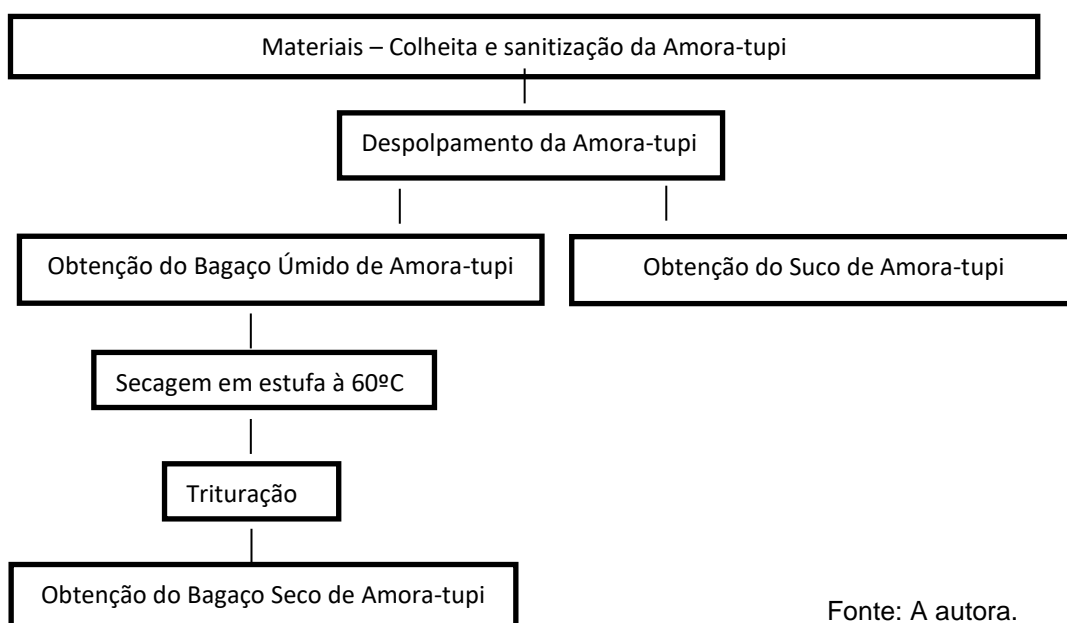 Materiais – Colheita e sanitização da Amora-tupi
Despolpamento da Amora-tupi
Obtenção do Bagaço Úmido de Amora-tupi
Obtenção do Suco de Amora-tupi
Secagem em estufa à 60ºC
Trituração
Obtenção do Bagaço Seco de Amora-tupi
Fonte: A autora.